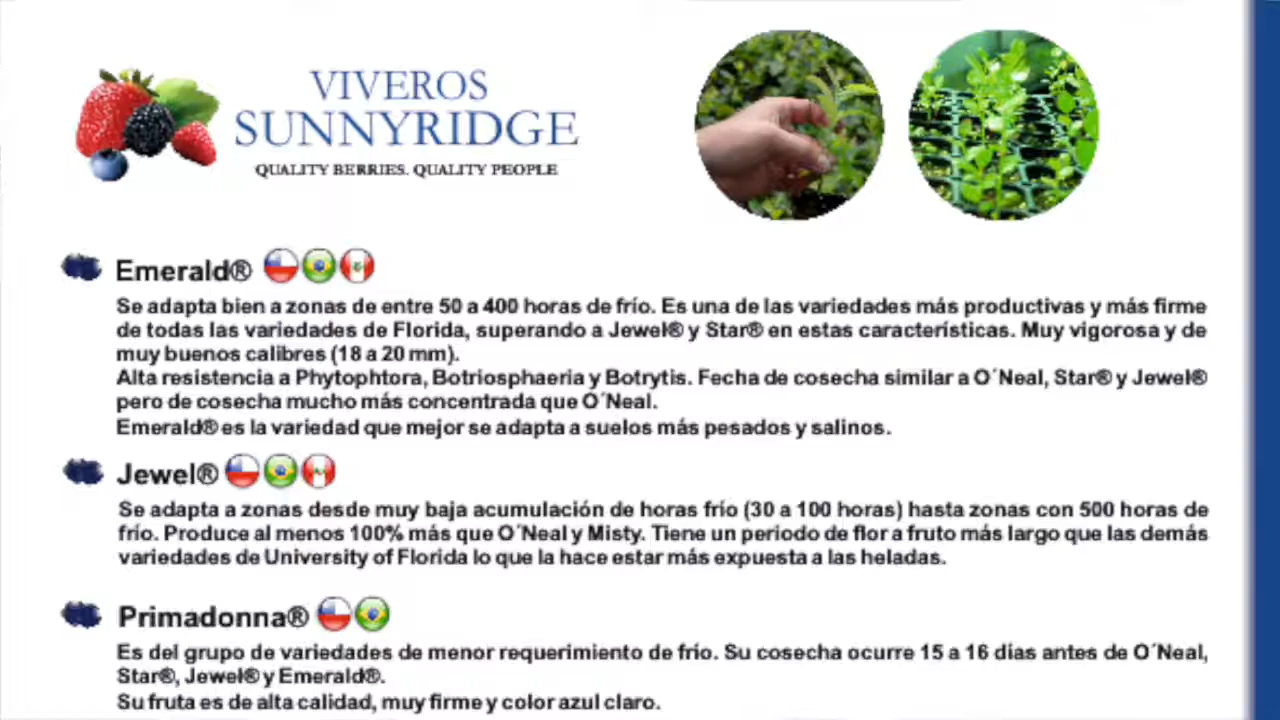 VIVEROS
SUNNYRIDGE
QUALITY BERRIES. QUALITY PEOPLE
Emerald®
Se adapta bien a zonas de entre 50 a 400 horas de frío. Es una de las variedades más productivas y más firme
de todas las variedades de Florida, superando a Jewel® y Star® en estas características. Muy vigorosa y de
muy buenos calibres (18 a 20 mm).
Alta resistencia a Phytophtora, Botriosphaeria y Botrytis. Fecha de cosecha similar a O´Neal, Star® y Jewel®
pero de cosecha mucho más concentrada que O´Neal.
Emerald® es la variedad que mejor se adapta a suelos más pesados y salinos.
Jewel®
Se adapta a zonas desde muy baja acumulación de horas frío (30 a 100 horas) hasta zonas con 500 horas de
frío. Produce al menos 100% más que O´Neal y Misty. Tiene un periodo de flor a fruto más largo que las demás
variedades de University of Florida lo que la hace estar más expuesta a las heladas.
Primadonna®
Es del grupo de variedades de menor requerimiento de frío. Su cosecha ocurre 15 a 16 días antes de O´Neal,
Star®, Jewel® y Emerald®.
Su fruta es de alta calidad, muy firme y color azul claro.